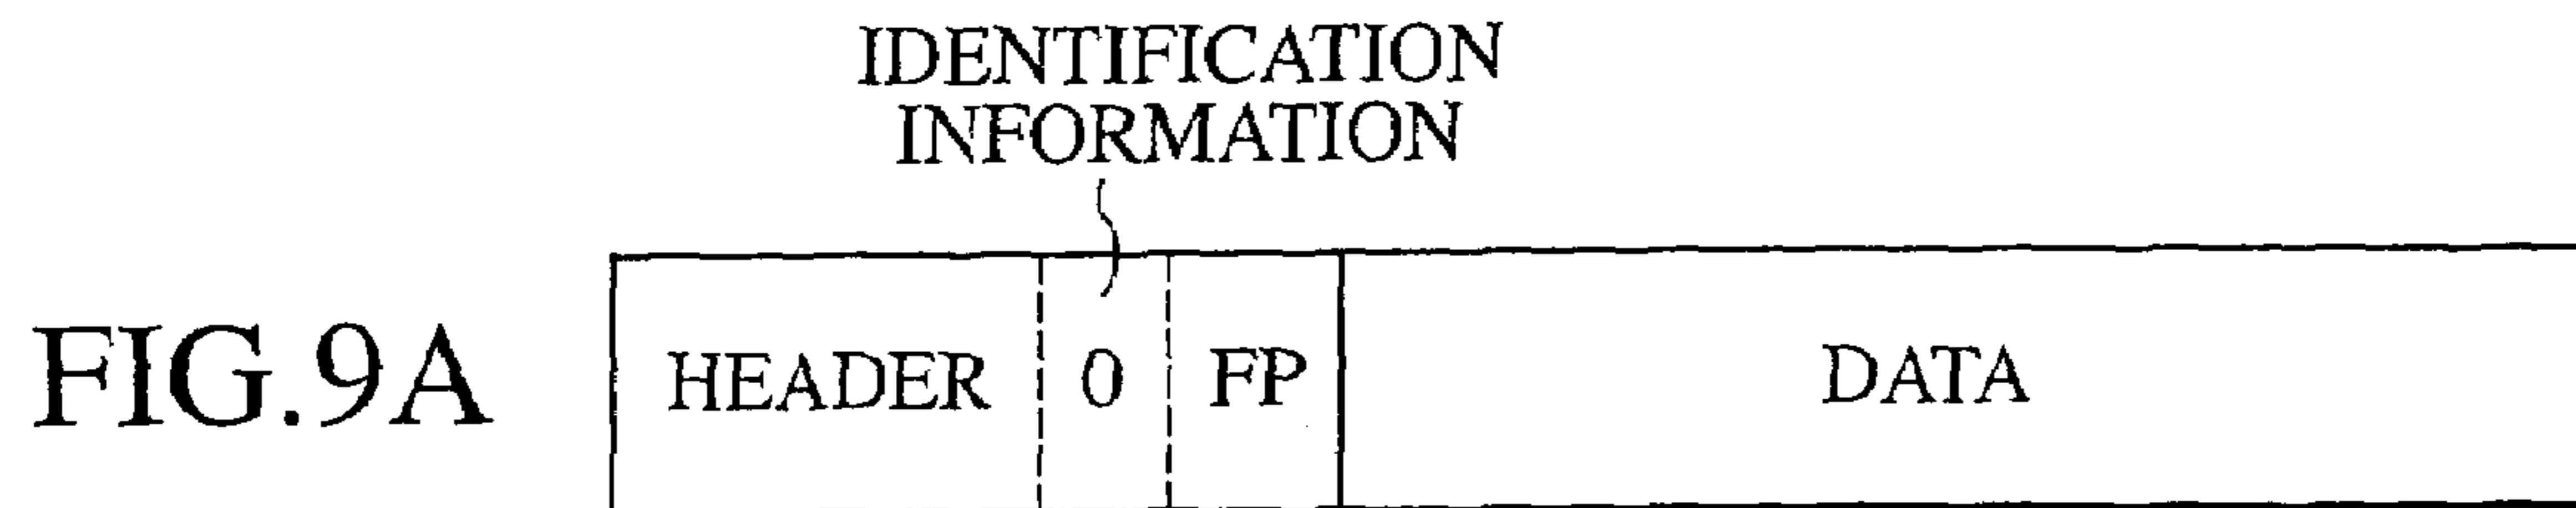 IDENTIFICATION
INFORMATION
FIG.9A
HEADER 0 FP DATA